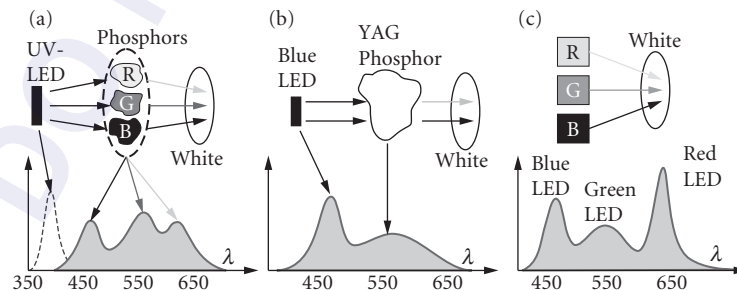 (a)
UV-
LED
Phosphors
R
G
B
White
λ
350 450 550 650
(b)
Blue
LED
YAG
Phosphor
White
λ
450 550 650
(c)
R
G
B
White
Blue
LED
Green
LED
Red
LED
λ
450 550 650